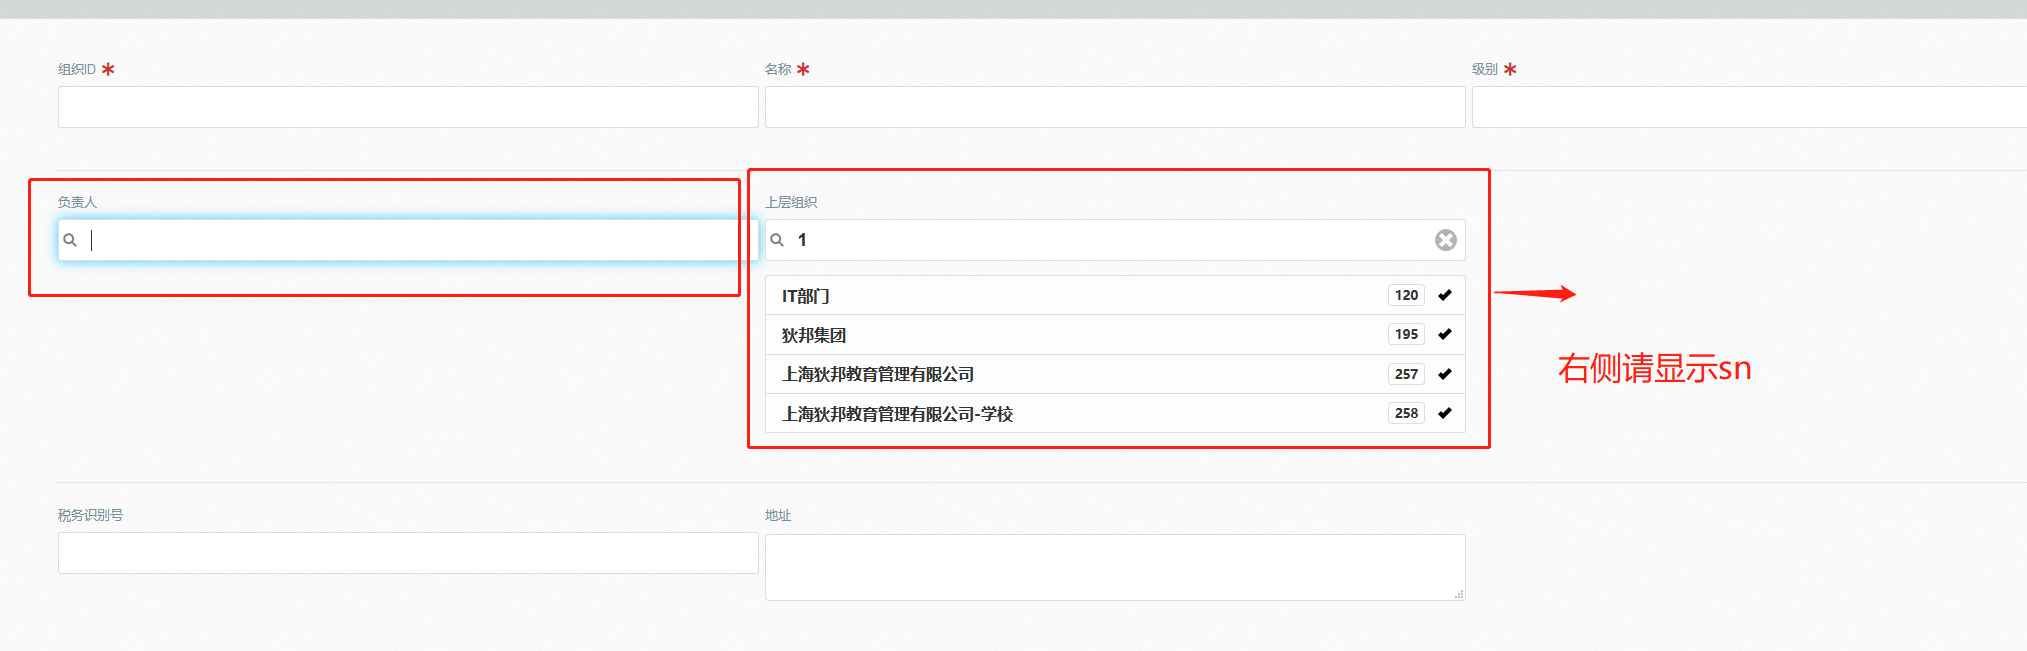 组织ID *
名称 *
级别 *
负责人
上层组织
1
IT部门 120
狄邦集团 195
上海狄邦教育管理有限公司 257
上海狄邦教育管理有限公司-学校 258
右侧请显示sn
税务识别号
地址